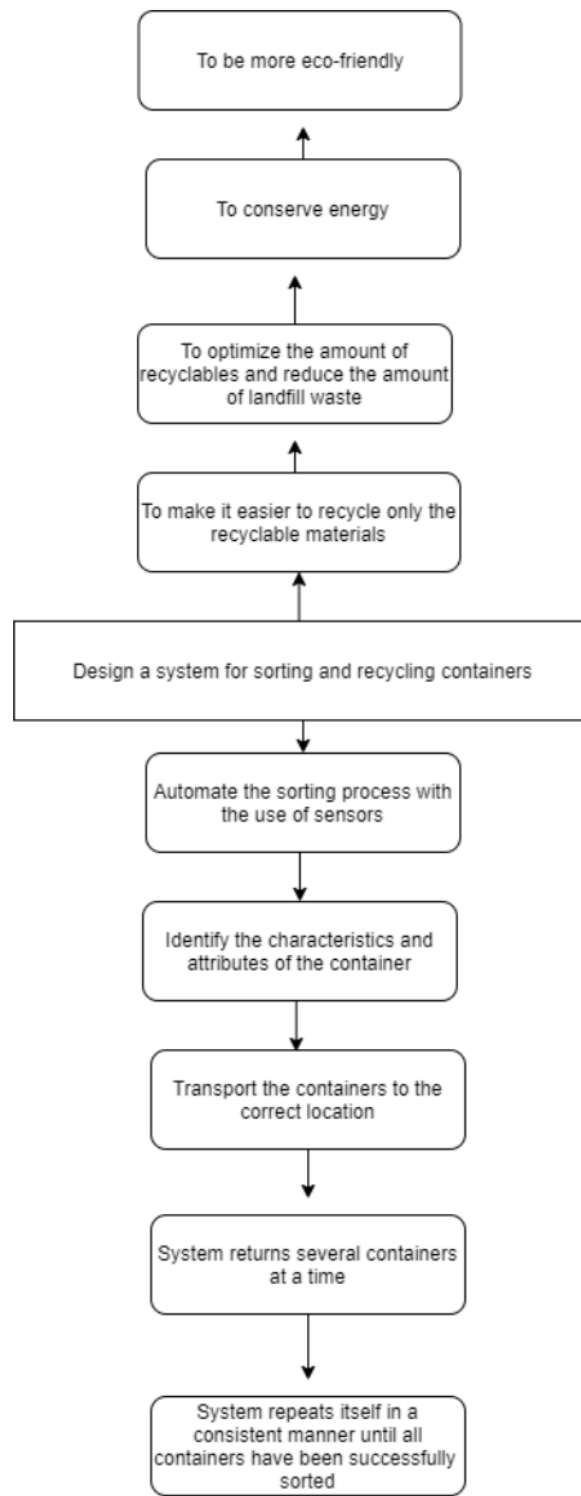 To be more eco-friendly
To conserve energy
To optimize the amount of
recyclables and reduce the amount
of landfill waste
To make it easier to recycle only the
recyclable materials
Design a system for sorting and recycling containers
Automate the sorting process with
the use of sensors
Identify the characteristics and
attributes of the container
Transport the containers to the
correct location
System returns several containers
at a time
System repeats itself in a
consistent manner until all
containers have been successfully
sorted